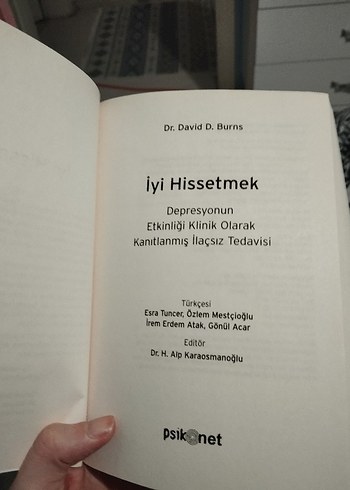 Dr. David D. Burns
İyi Hissetmek
Depresyonun
Etkinliği Klinik Olarak
Kanıtlanmış İlaçsız Tedavisi
Türkçesi
Esra Tuncer, Özlem Mestçioğlu
İrem Erdem Atak, Gönül Acar
Editör
Dr. H. Alp Karaosmanoğlu
psikonet